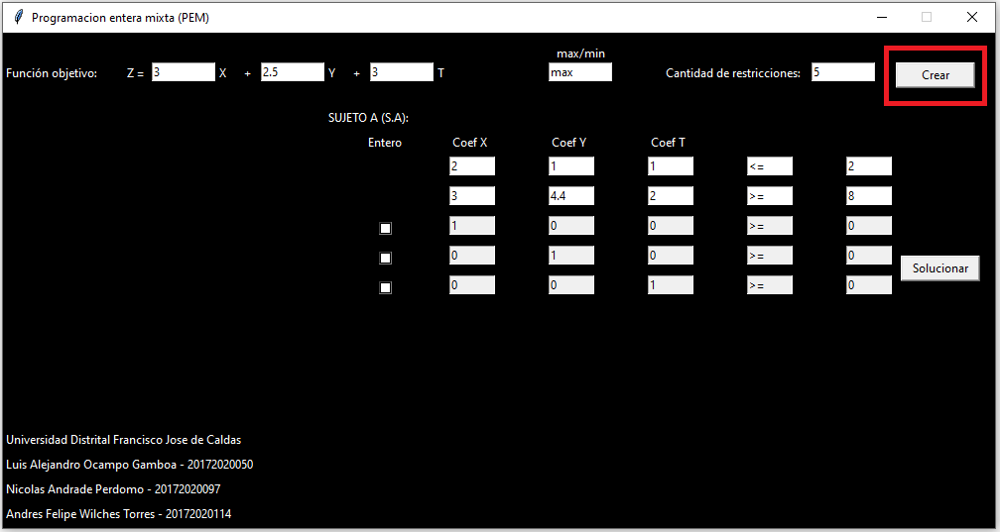 Programacion entera mixta (PEM)
max/min
Función objetivo: Z = 3 X + 2.5 Y + 3 T max Cantidad de restricciones: 5 Crear
SUJETO A (S.A):
Entero Coef X Coef Y Coef T
2 1 1 <= 2
3 4.4 2 >= 8
1 0 0 >= 0
0 1 0 >= 0
Solucionar
0 0 1 >= 0
Universidad Distrital Francisco Jose de Caldas
Luis Alejandro Ocampo Gamboa - 20172020050
Nicolas Andrade Perdomo - 20172020097
Andres Felipe Wilches Torres - 20172020114